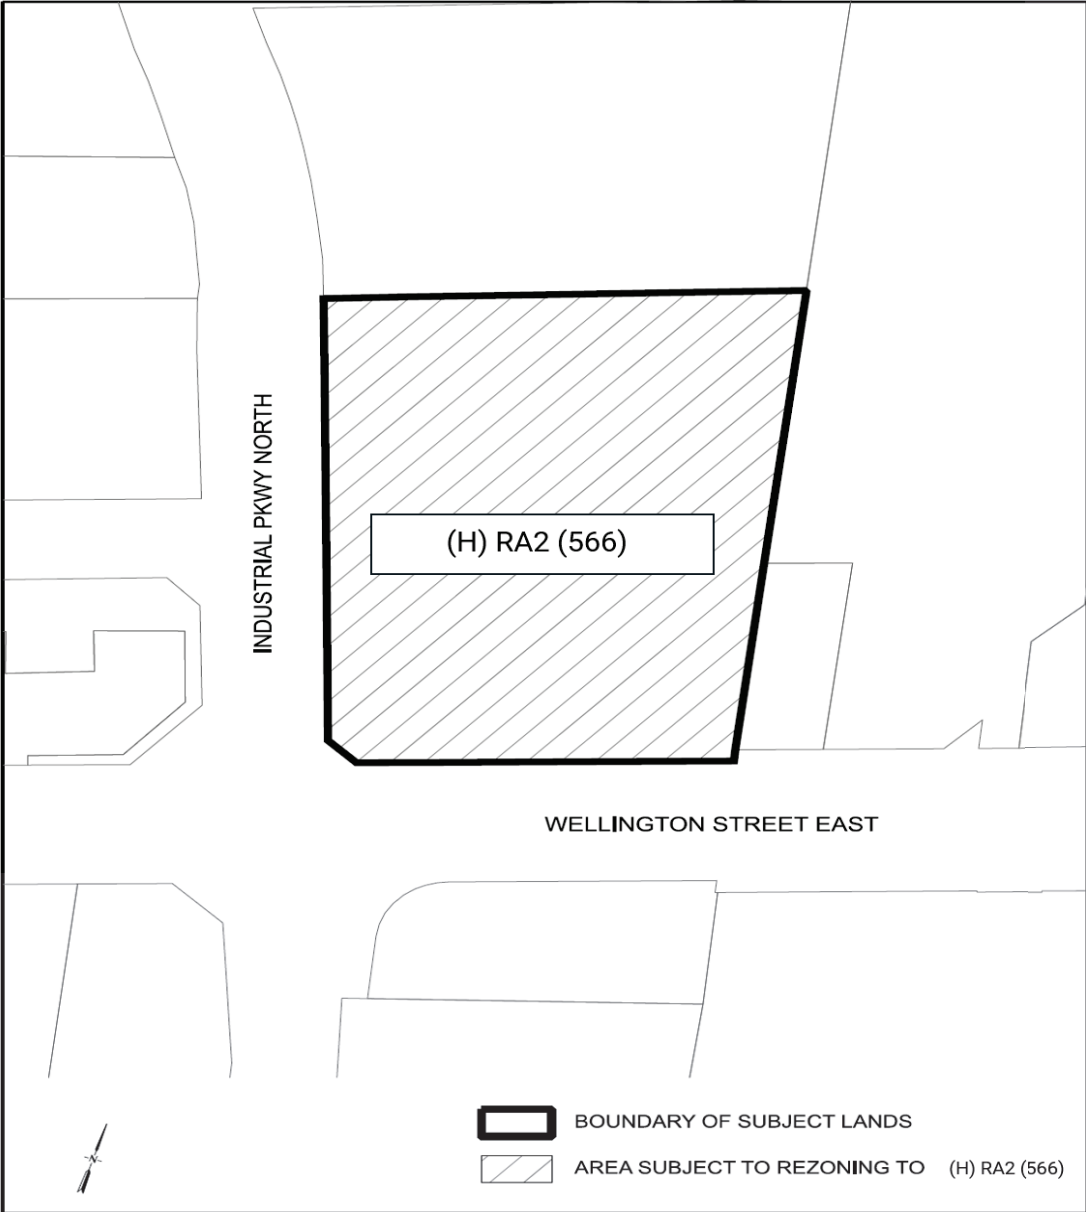 INDUSTRIAL PKWY NORTH
(H) RA2 (566)
WELLINGTON STREET EAST
N
BOUNDARY OF SUBJECT LANDS
AREA SUBJECT TO REZONING TO (H) RA2 (566)